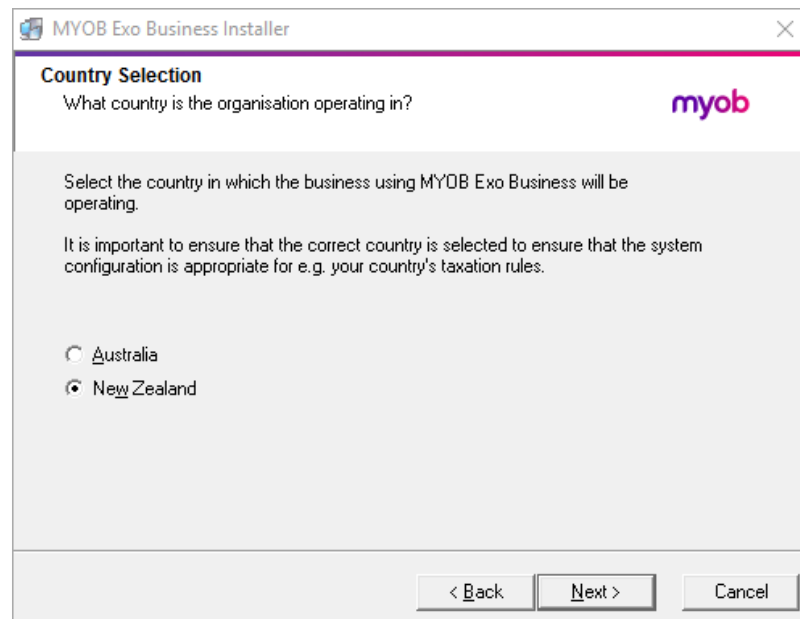 MYOB Exo Business Installer
Country Selection
What country is the organisation operating in?
myob
Select the country in which the business using MYOB Exo Business will be
operating.
It is important to ensure that the correct country is selected to ensure that the system
configuration is appropriate for e.g. your country's taxation rules.
Australia
New Zealand
< Back
Next >
Cancel